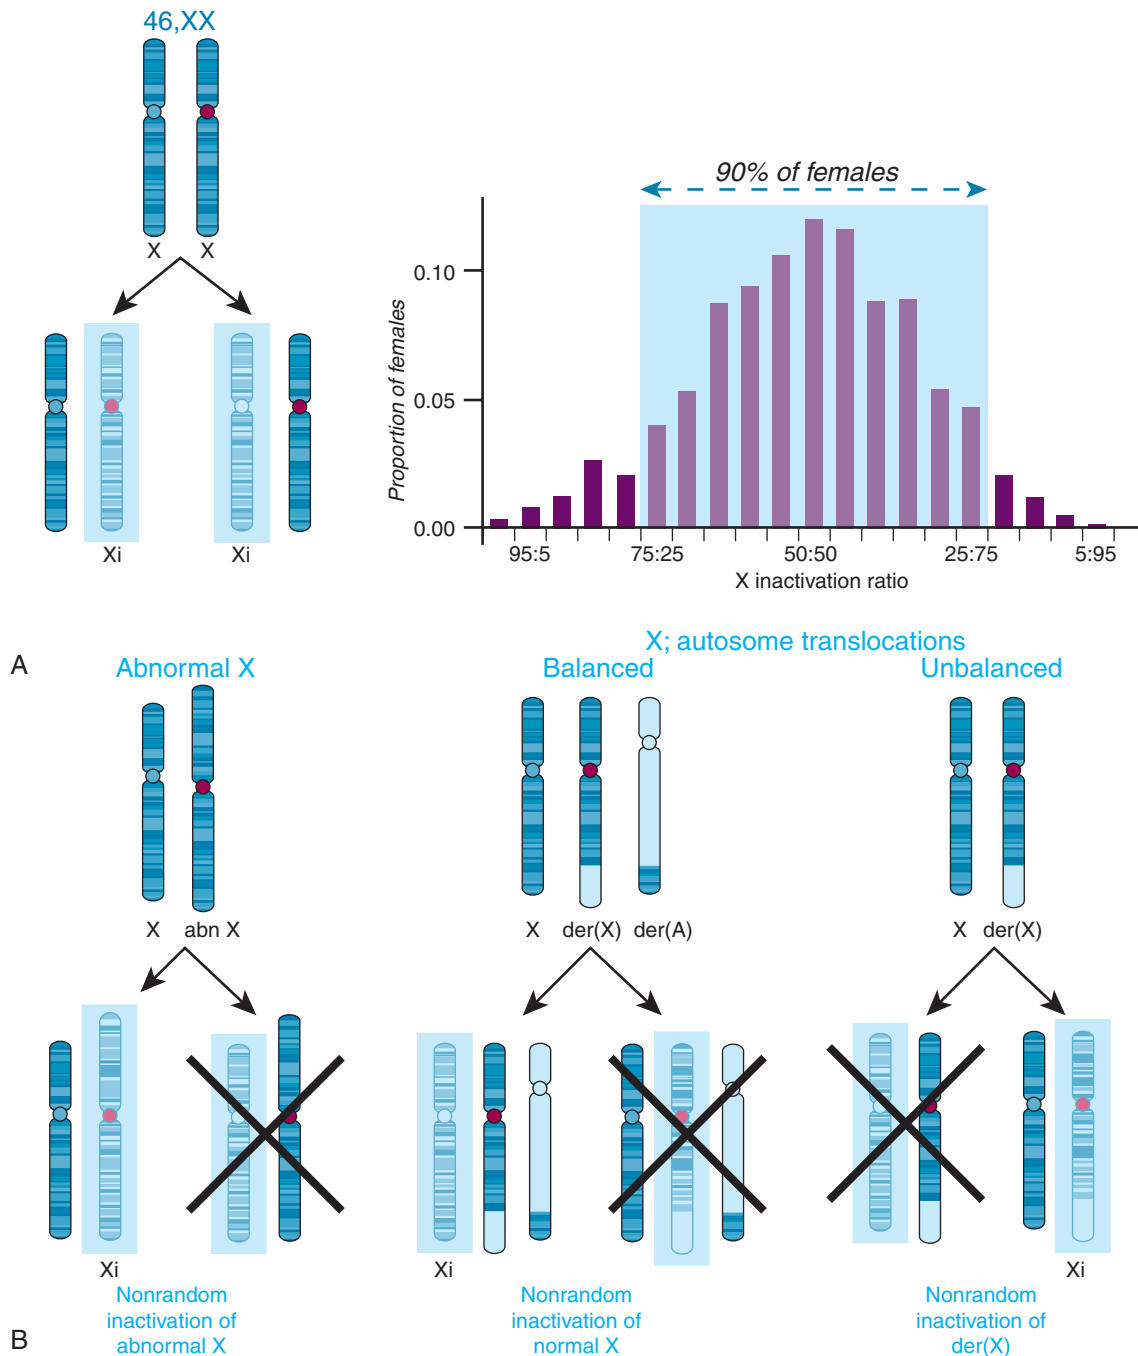 46,XX
X X
Xi Xi
90% of females
Proportion of females
0.10
0.05
0.00
95:5 75:25 50:50 25:75 5:95
X inactivation ratio
A
X; autosome translocations
Abnormal X Balanced Unbalanced
X abn X X der(X) der(A) X der(X)
Xi Xi Xi
Nonrandom
inactivation of
abnormal X
Nonrandom
inactivation of
normal X
Nonrandom
inactivation of
der(X)
B